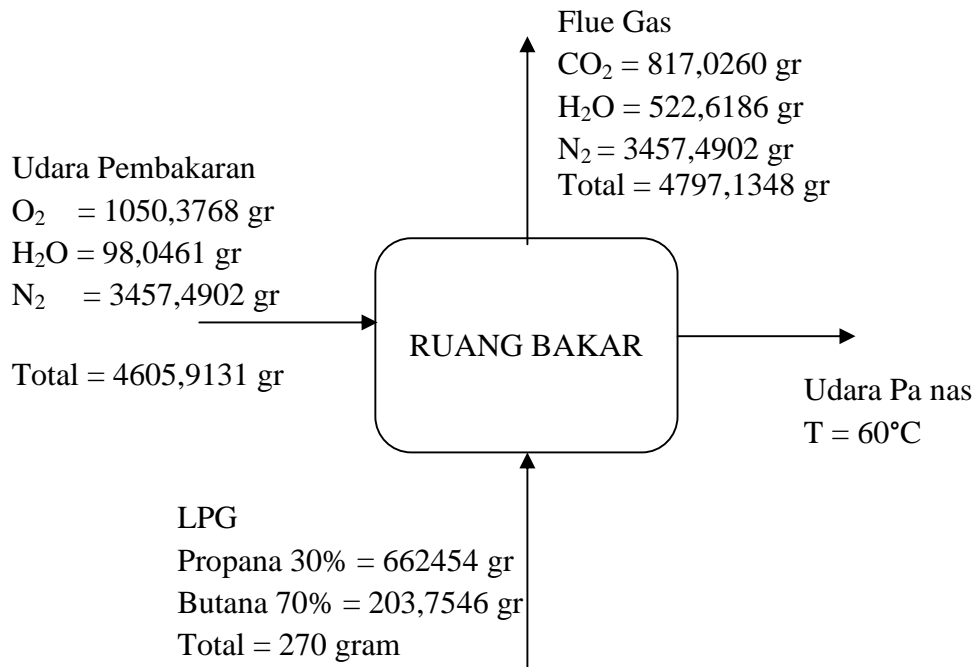 Flue Gas
CO₂ = 817,0260 gr
H₂O = 522,6186 gr
N₂ = 3457,4902 gr
Total = 4797,1348 gr
Udara Pembakaran
O₂ = 1050,3768 gr
H₂O = 98,0461 gr
N₂ = 3457,4902 gr
Total = 4605,9131 gr
RUANG BAKAR
Udara Pa nas
T = 60°C
LPG
Propana 30% = 662454 gr
Butana 70% = 203,7546 gr
Total = 270 gram